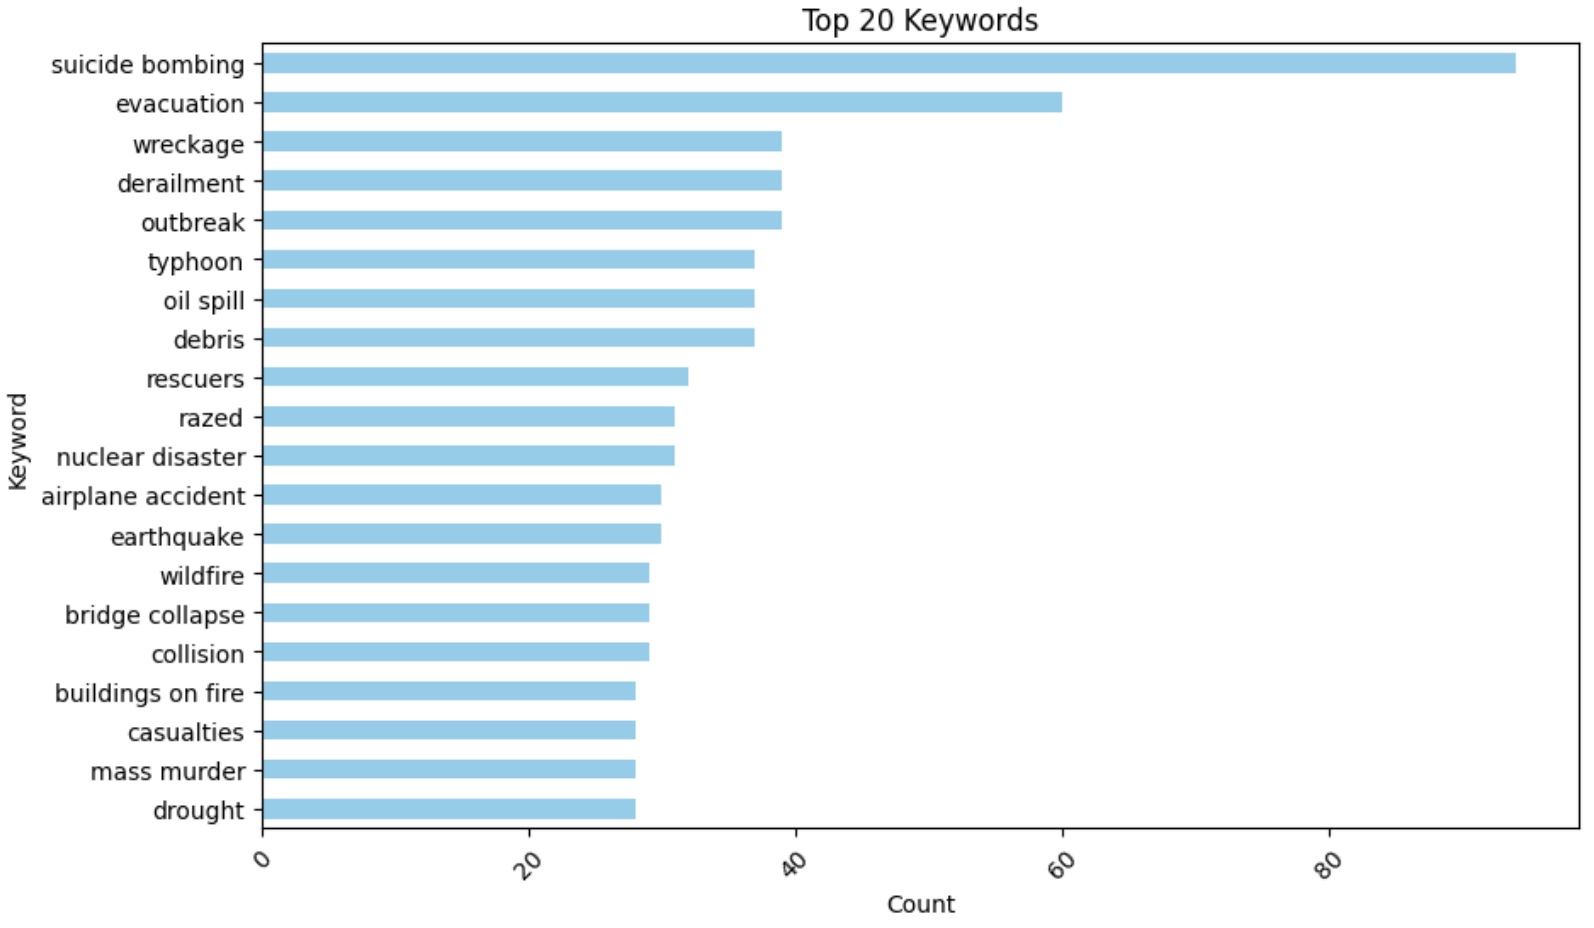 Top 20 Keywords
suicide bombing
evacuation
wreckage
derailment
outbreak
typhoon
oil spill
debris
rescuers
razed
nuclear disaster
airplane accident
earthquake
wildfire
bridge collapse
collision
buildings on fire
casualties
mass murder
drought
Keyword
0 20 40 60 80
Count